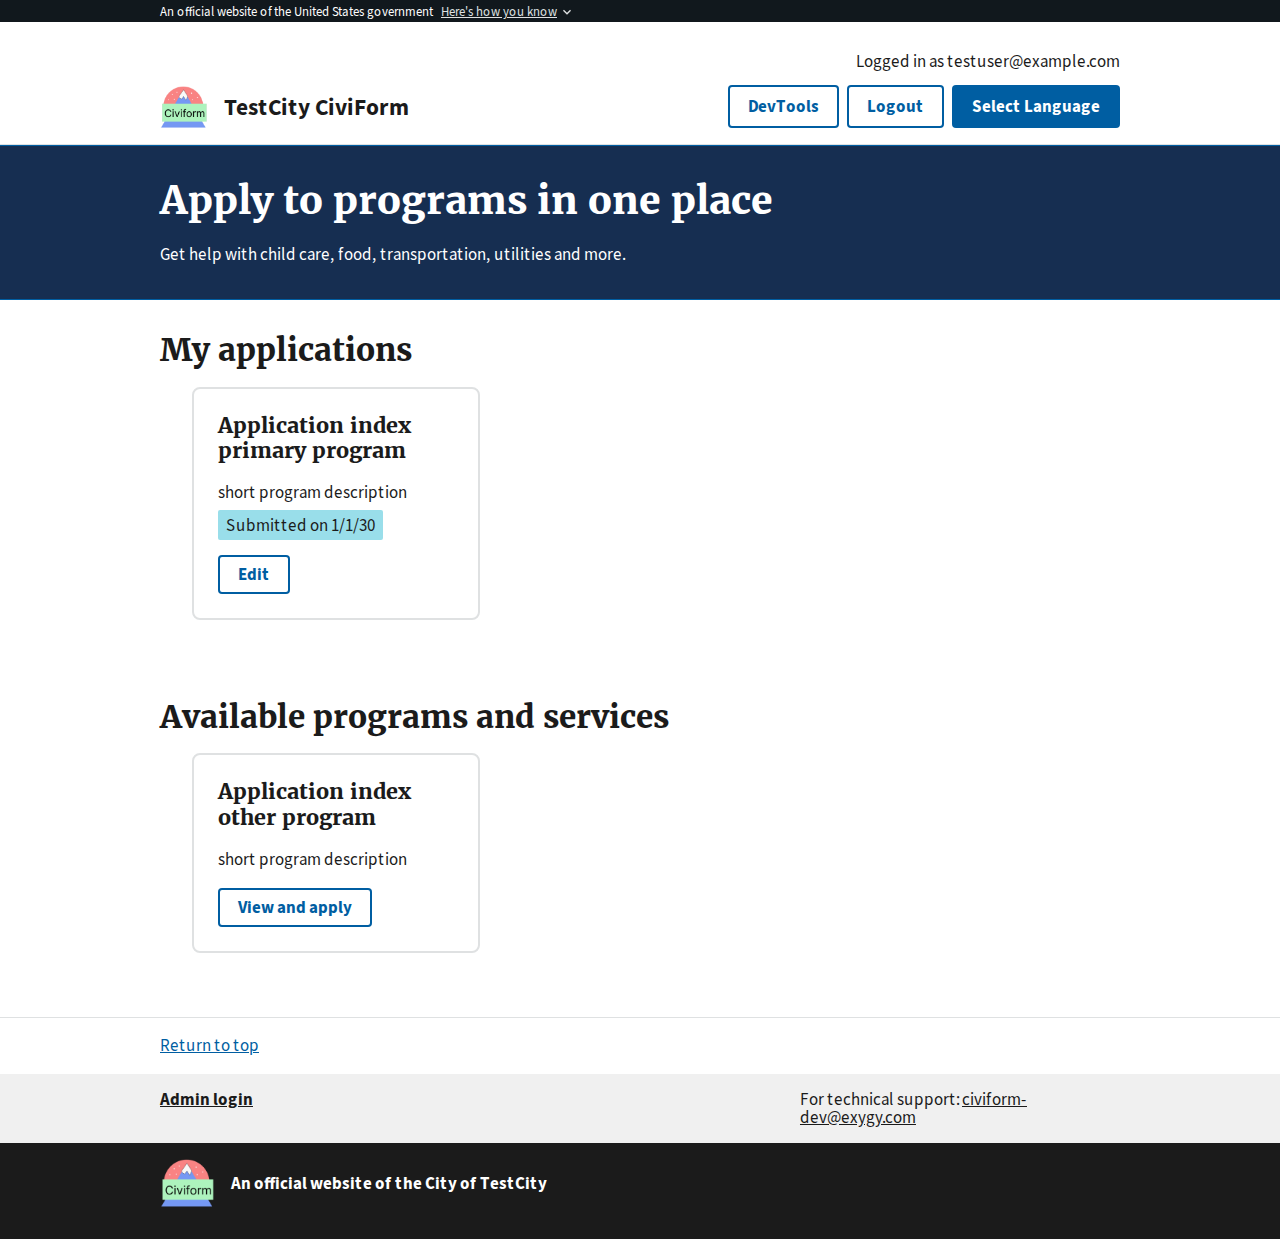 An official website of the United States government Here's how you know
Logged in as testuser@example.com
Civiform
TestCity CiviForm
DevTools
Logout
Select Language
Apply to programs in one place
Get help with child care, food, transportation, utilities and more.
My applications
Application index
primary program
short program description
Submitted on 1/1/30
Edit
Available programs and services
Application index
other program
short program description
View and apply
Return to top
Admin login
For technical support: civiform-
dev@exygy.com
Civiform
An official website of the City of TestCity